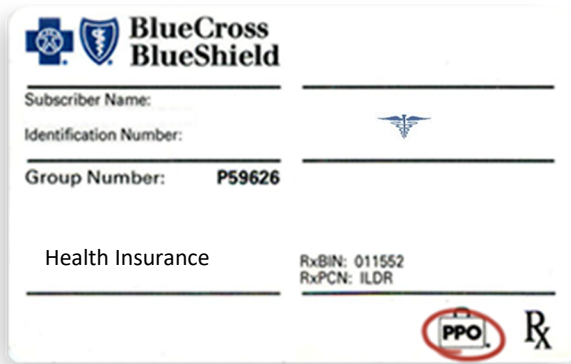 BlueCross
BlueShield
Subscriber Name:
Identification Number:
Group Number: P59626
Health Insurance
RxBIN: 011552
RxPCN: ILDR
PPO
Rx